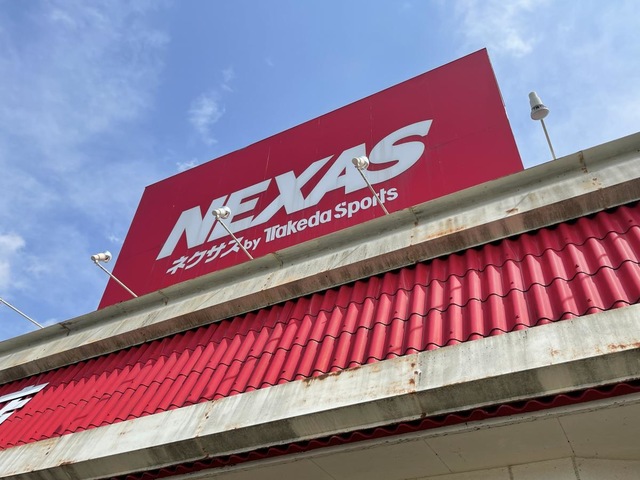 NEXAS
ネクサス by Takeda Sports